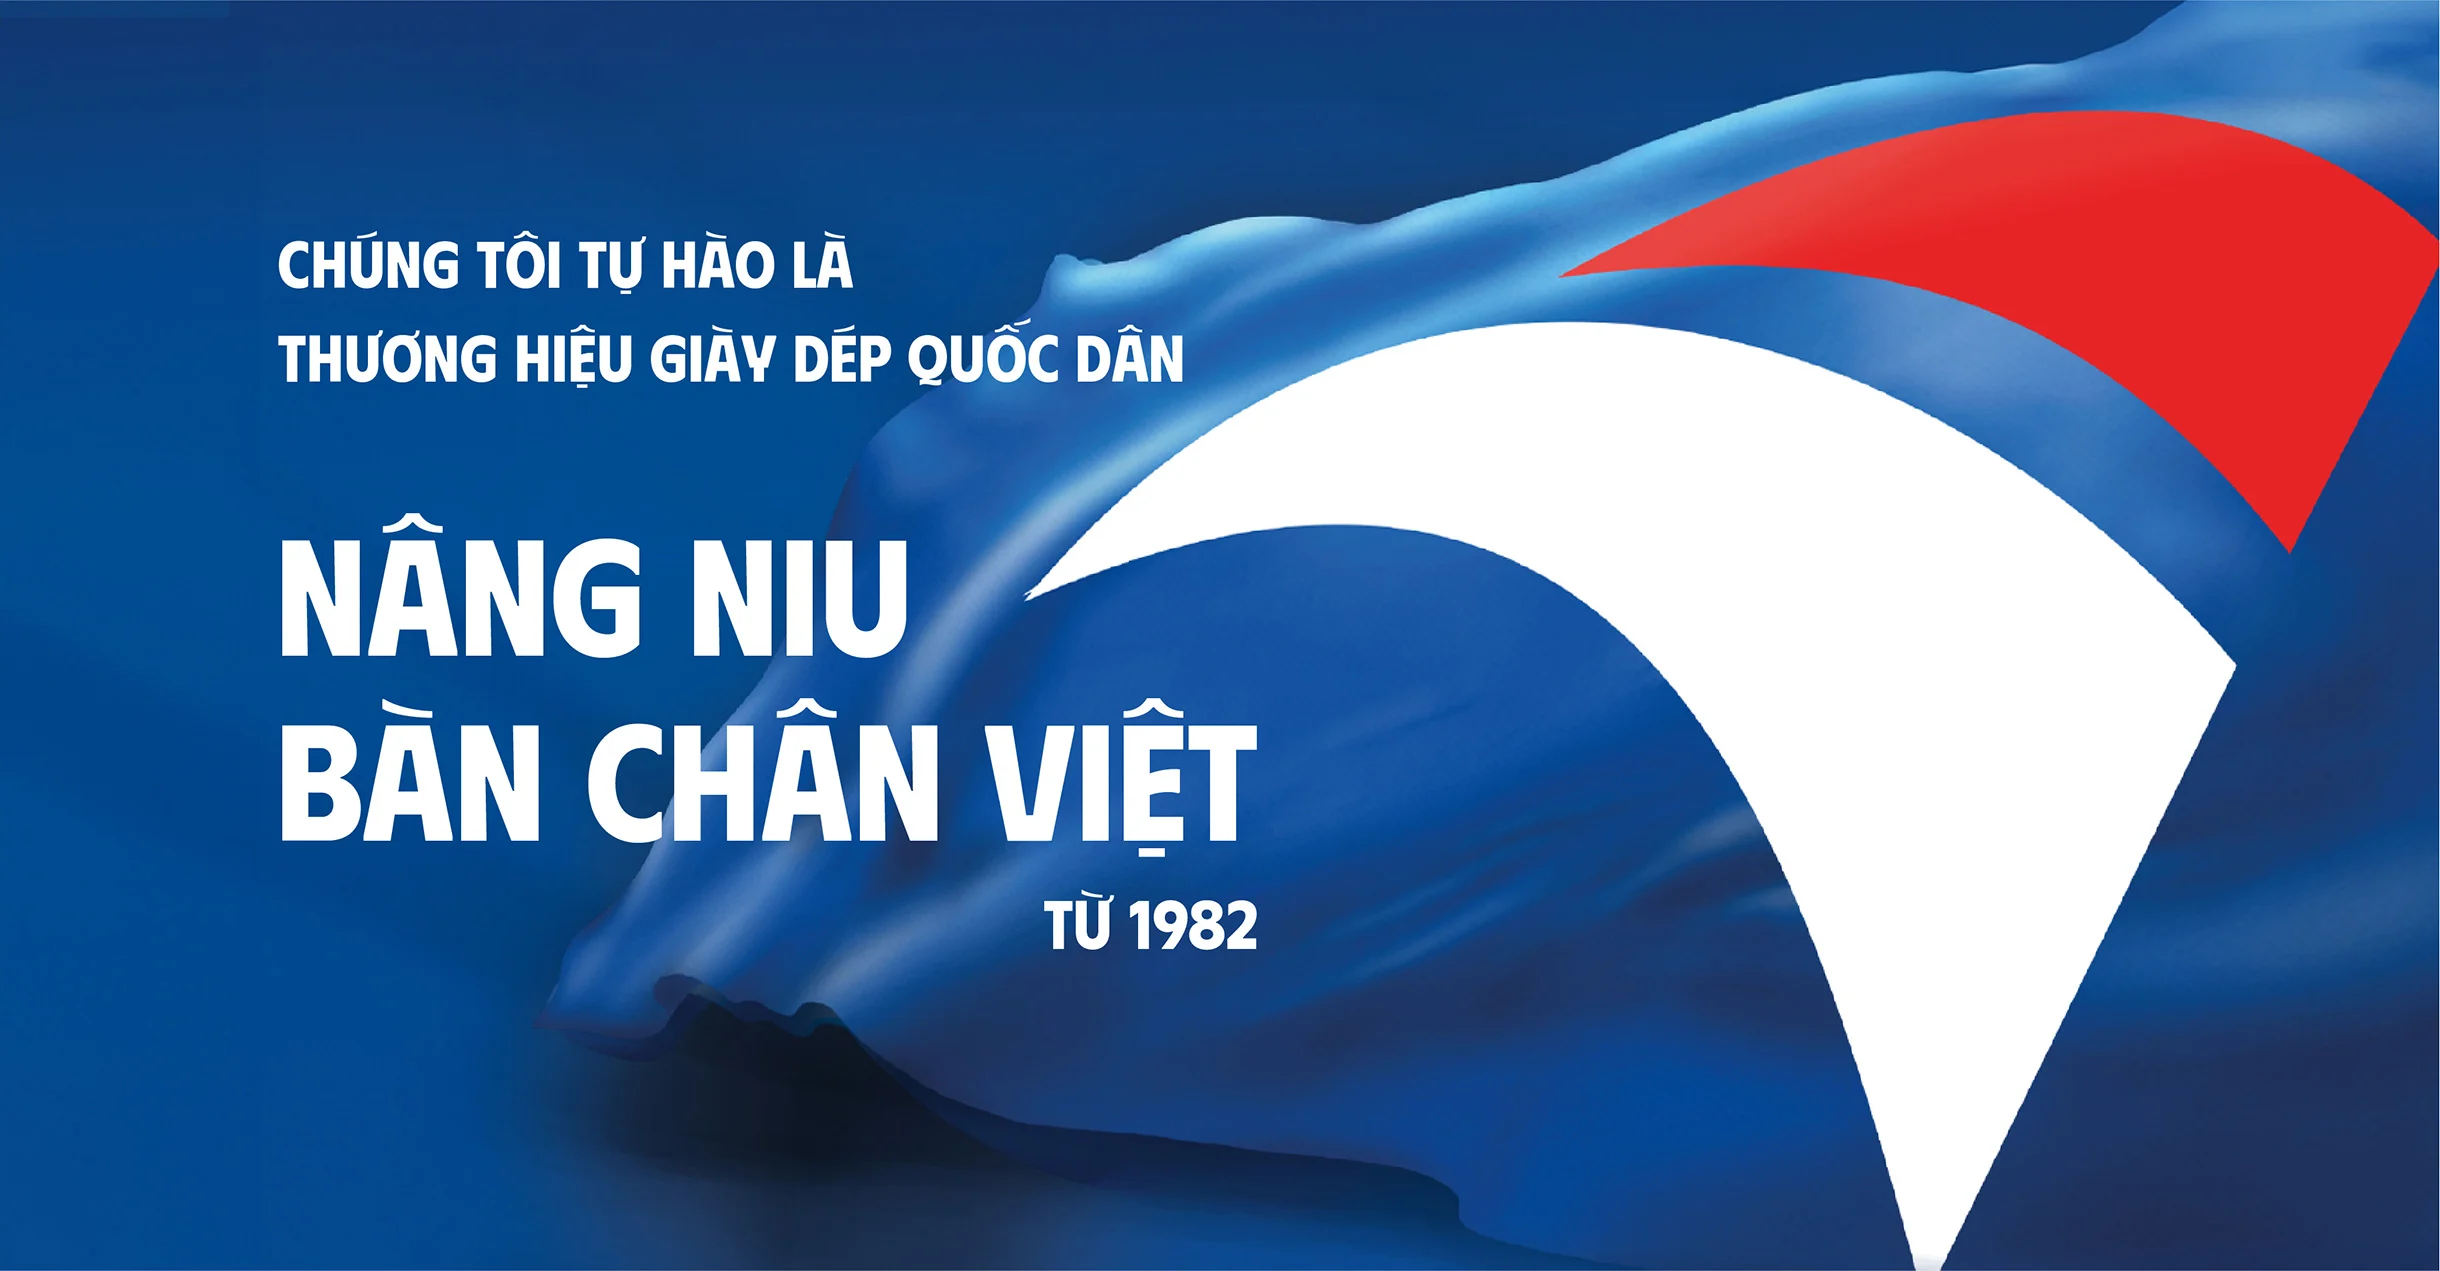 CHÚNG TÔI TỰ HÀO LÀ
THƯƠNG HIỆU GIÀY DÉP QUỐC DÂN
NÂNG NIU
BÀN CHÂN VIỆT
TỪ 1982